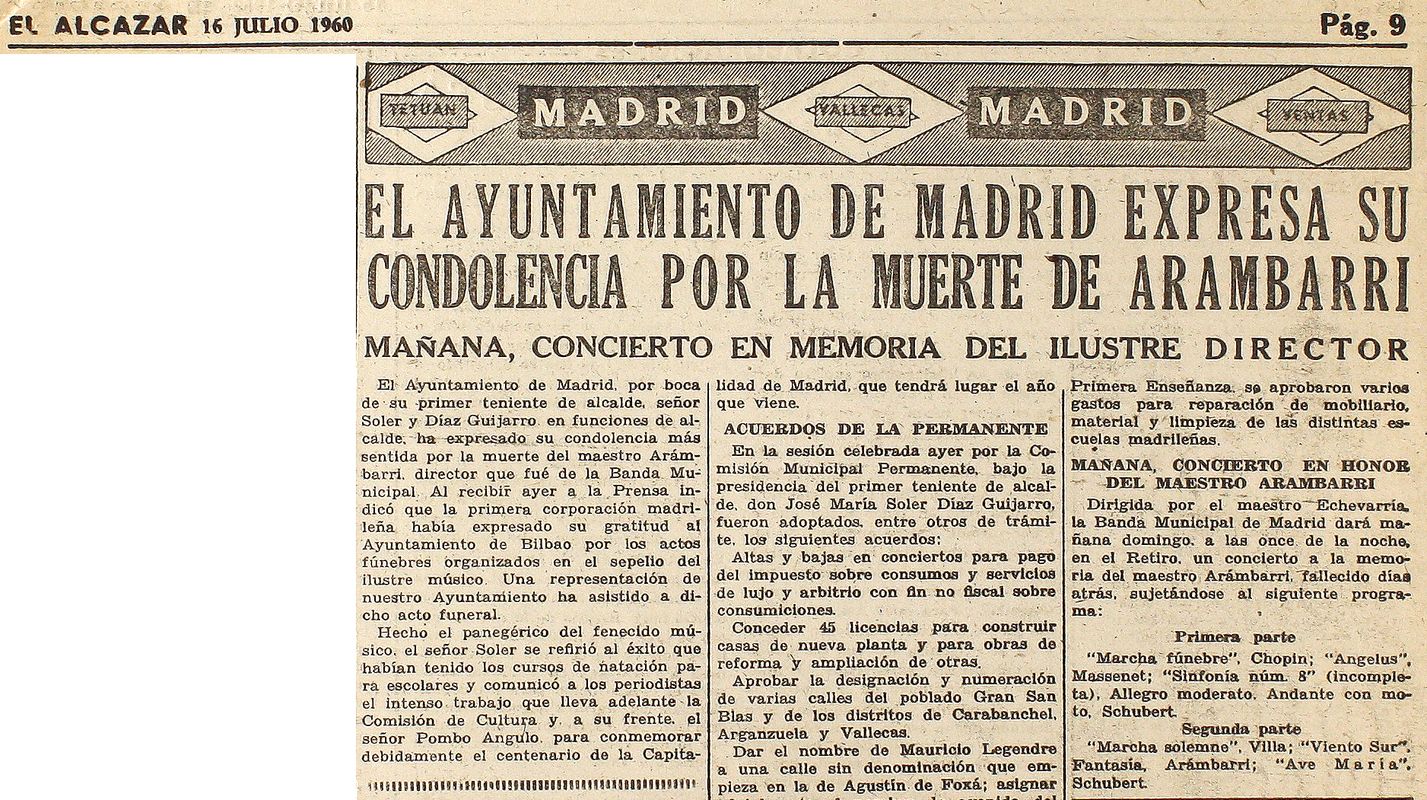 EL ALCAZAR 16 JULIO 1960
Pág. 9
TETUAN
MADRID
VALLECAS
MADRID
VENTAS
EL AYUNTAMIENTO DE MADRID EXPRESA SU
CONDOLENCIA POR LA MUERTE DE ARAMBARRI
MAÑANA, CONCIERTO EN MEMORIA DEL ILUSTRE DIRECTOR
El Ayuntamiento de Madrid, por boca
de su primer teniente de alcalde, señor
Soler y Díaz Guijarro en funciones de al-
calde, ha expresado su condolencia más
sentida por la muerte del maestro Arám-
barri, director que fué de la Banda Mu-
nicipal. Al recibir ayer a la Prensa in-
dicó que la primera corporación madri-
leña había expresado su gratitud al
Ayuntamiento de Bilbao por los actos
fúnebres organizados en el sepelio del
ilustre músico. Una representación de
nuestro Ayuntamiento ha asistido a di-
cho acto funeral.
Hecho el panegérico del fenecido mú-
sico, el señor Soler se refirió al éxito que
habían tenido los cursos de natación pa-
ra escolares y comunicó a los periodistas
el intenso trabajo que lleva adelante la
Comisión de Cultura y, a su frente, el
señor Pombo Angulo, para conmemorar
debidamente el centenario de la Capita-
lidad de Madrid, que tendrá lugar el año
que viene.
ACUERDOS DE LA PERMANENTE
En la sesión celebrada ayer por la Co-
misión Municipal Permanente, bajo la
presidencia del primer teniente de alcal-
de, don José María Soler Díaz Guijarro,
fueron adoptados, entre otros de trámi-
te, los siguientes acuerdos:
Altas y bajas en conciertos para pago
del impuesto sobre consumos y servicios
de lujo y arbitrio con fin no fiscal sobre
consumiciones.
Conceder 45 licencias para construir
casas de nueva planta y para obras de
reforma y ampliación de otras.
Aprobar la designación y numeración
de varias calles del poblado Gran San
Blas y de los distritos de Carabanchel,
Arganzuela y Vallecas.
Dar el nombre de Mauricio Legendre
a una calle sin denominación que em-
pieza en la de Agustín de Foxá; asignar
Primera Enseñanza, se aprobaron varios
gastos para reparación de mobiliario,
material y limpieza de las distintas es-
cuelas madrileñas.
MAÑANA, CONCIERTO EN HONOR
DEL MAESTRO ARAMBARRI
Dirigida por el maestro Echevarría,
la Banda Municipal de Madrid dará ma-
ñana domingo, a las once de la noche,
en el Retiro, un concierto a la memo-
ria del maestro Arámbarri, fallecido días
atrás, sujetándose al siguiente progra-
ma:
Primera parte
"Marcha fúnebre", Chopin; "Angelus",
Massenet; "Sinfonía núm. 8" (incomple-
ta), Allegro moderato. Andante con mo-
to, Schubert.
Segunda parte
"Marcha solemne", Villa; "Viento Sur",
Fantasía, Arámbarri; "Ave María",
Schubert.